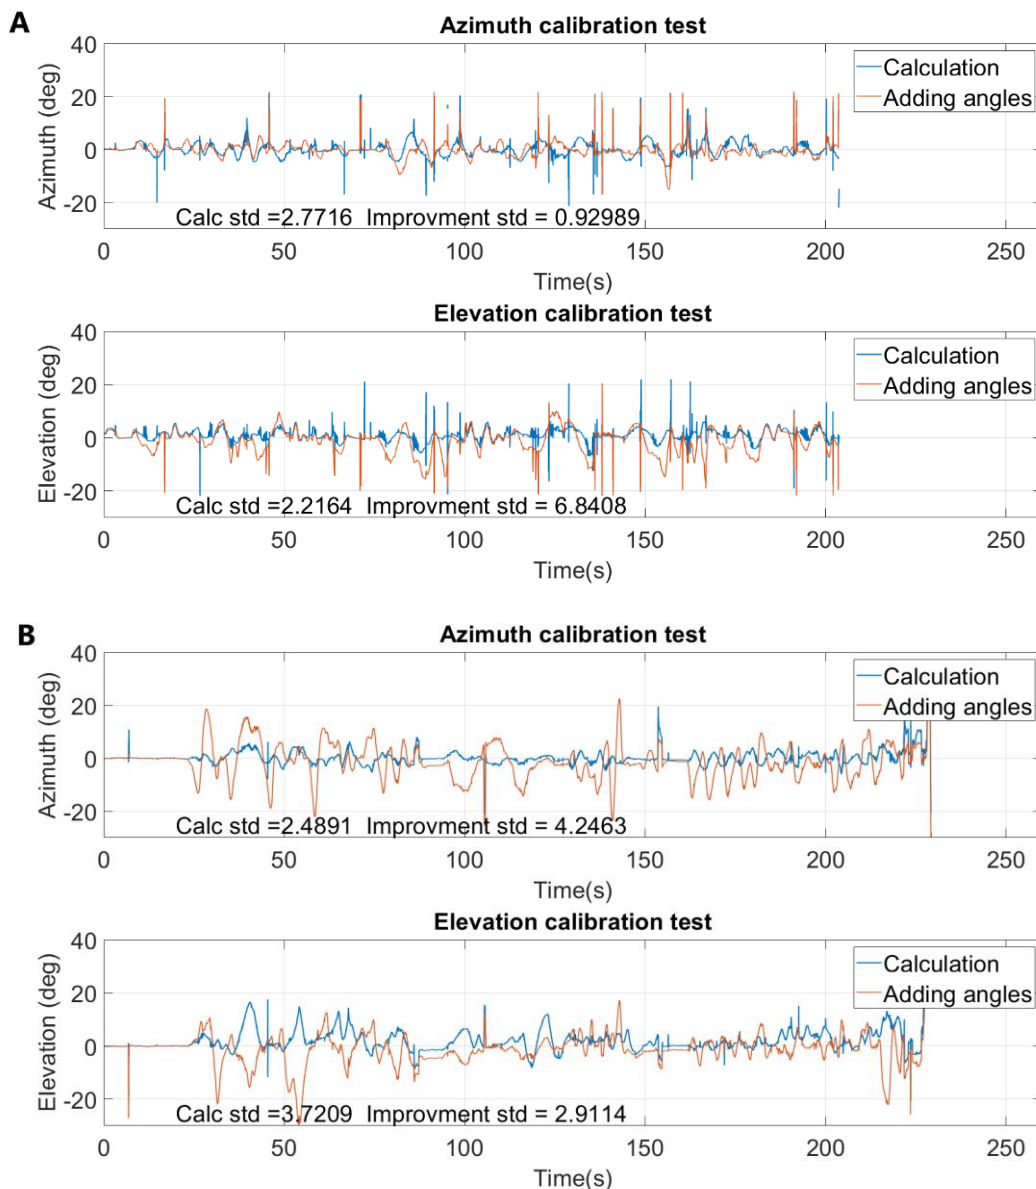 A
Azimuth calibration test
40
20
0
-20
Azimuth (deg)
Calculation
Adding angles
Calc std =2.7716 Improvment std = 0.92989
0 50 100 150 200 250
Time(s)
Elevation calibration test
40
20
0
-20
Elevation (deg)
Calculation
Adding angles
Calc std =2.2164 Improvment std = 6.8408
0 50 100 150 200 250
Time(s)
B
Azimuth calibration test
40
20
0
-20
Azimuth (deg)
Calculation
Adding angles
Calc std =2.4891 Improvment std = 4.2463
0 50 100 150 200 250
Time(s)
Elevation calibration test
40
20
0
-20
Elevation (deg)
Calculation
Adding angles
Calc std =3.7209 Improvment std = 2.9114
0 50 100 150 200 250
Time(s)